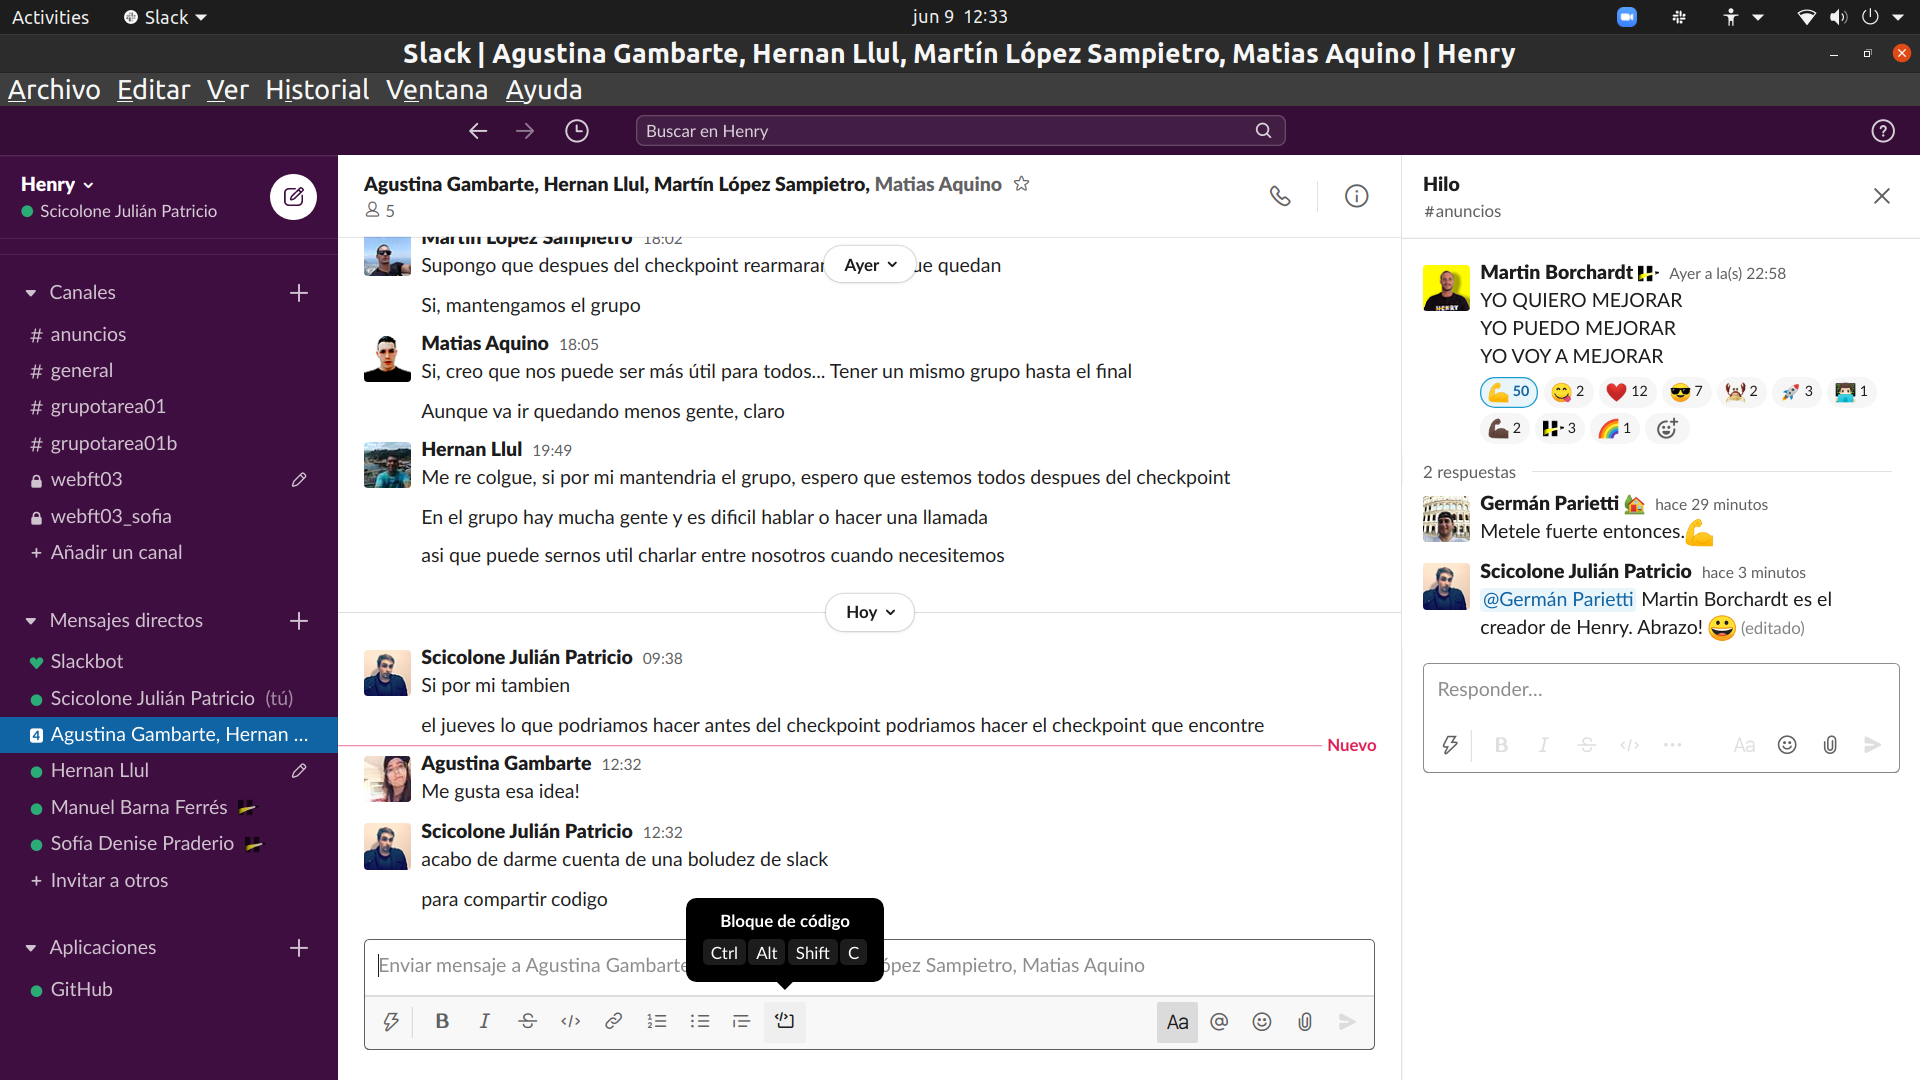 Activities
Slack
jun 9 12:33
Slack | Agustina Gambarte, Hernan Llul, Martín López Sampietro, Matias Aquino | Henry
Archivo Editar Ver Historial Ventana Ayuda
Buscar en Henry
Henry
Scicolone Julián Patricio
Canales
# anuncios
# general
# grupotarea01
# grupotarea01b
webft03
webft03_sofia
+ Añadir un canal
Mensajes directos
Slackbot
Scicolone Julián Patricio (tú)
4 Agustina Gambarte, Hernan ...
Hernan Llul
Manuel Barna Ferrés
Sofía Denise Praderio
+ Invitar a otros
Aplicaciones
GitHub
Agustina Gambarte, Hernan Llul, Martín López Sampietro, Matias Aquino
5
Martín López Sampietro 18:02
Supongo que despues del checkpoint rearmaran
Ayer
ue quedan
Si, mantengamos el grupo
Matias Aquino 18:05
Si, creo que nos puede ser más útil para todos... Tener un mismo grupo hasta el final
Aunque va ir quedando menos gente, claro
Hernan Llul 19:49
Me re colgue, si por mi mantendria el grupo, espero que estemos todos despues del checkpoint
En el grupo hay mucha gente y es dificil hablar o hacer una llamada
asi que puede sernos util charlar entre nosotros cuando necesitemos
Hoy
Scicolone Julián Patricio 09:38
Si por mi tambien
el jueves lo que podriamos hacer antes del checkpoint podriamos hacer el checkpoint que encontre
Nuevo
Agustina Gambarte 12:32
Me gusta esa idea!
Scicolone Julián Patricio 12:32
acabo de darme cuenta de una boludez de slack
para compartir codigo
Bloque de código
Ctrl Alt Shift C
Enviar mensaje a Agustina Gambarte
ópez Sampietro, Matias Aquino
B I S </> Aa @
Hilo
#anuncios
Martin Borchardt Ayer a la(s) 22:58
YO QUIERO MEJORAR
YO PUEDO MEJORAR
YO VOY A MEJORAR
50 2 12 7 2 3 1
2 3 1
2 respuestas
Germán Parietti hace 29 minutos
Metele fuerte entonces.
Scicolone Julián Patricio hace 3 minutos
@Germán Parietti Martin Borchardt es el
creador de Henry. Abrazo! (editado)
Responder...
B I S </> ... Aa